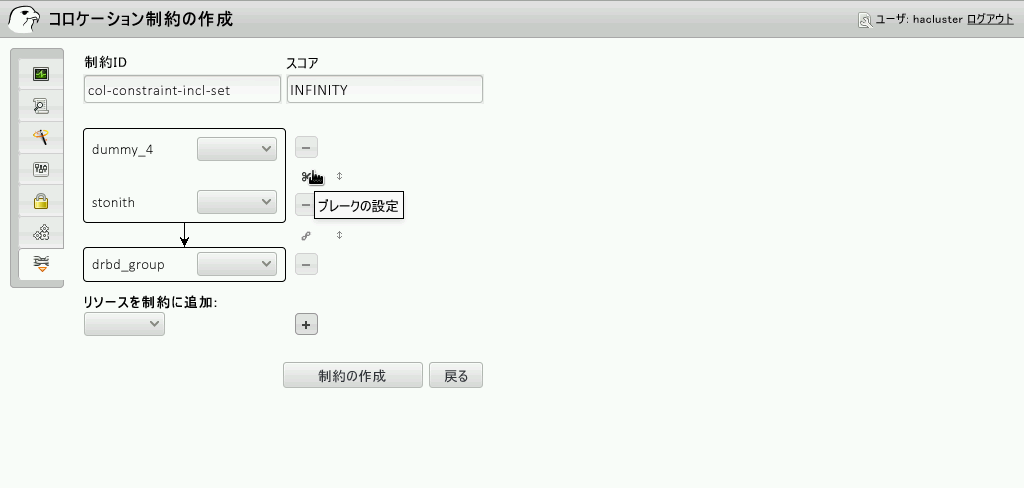 コロケーション制約の作成
ユーザ: hacluster ログアウト
制約ID
スコア
col-constraint-incl-set
INFINITY
dummy_4
stonith
ブレークの設定
drbd_group
リソースを制約に追加:
制約の作成
戻る